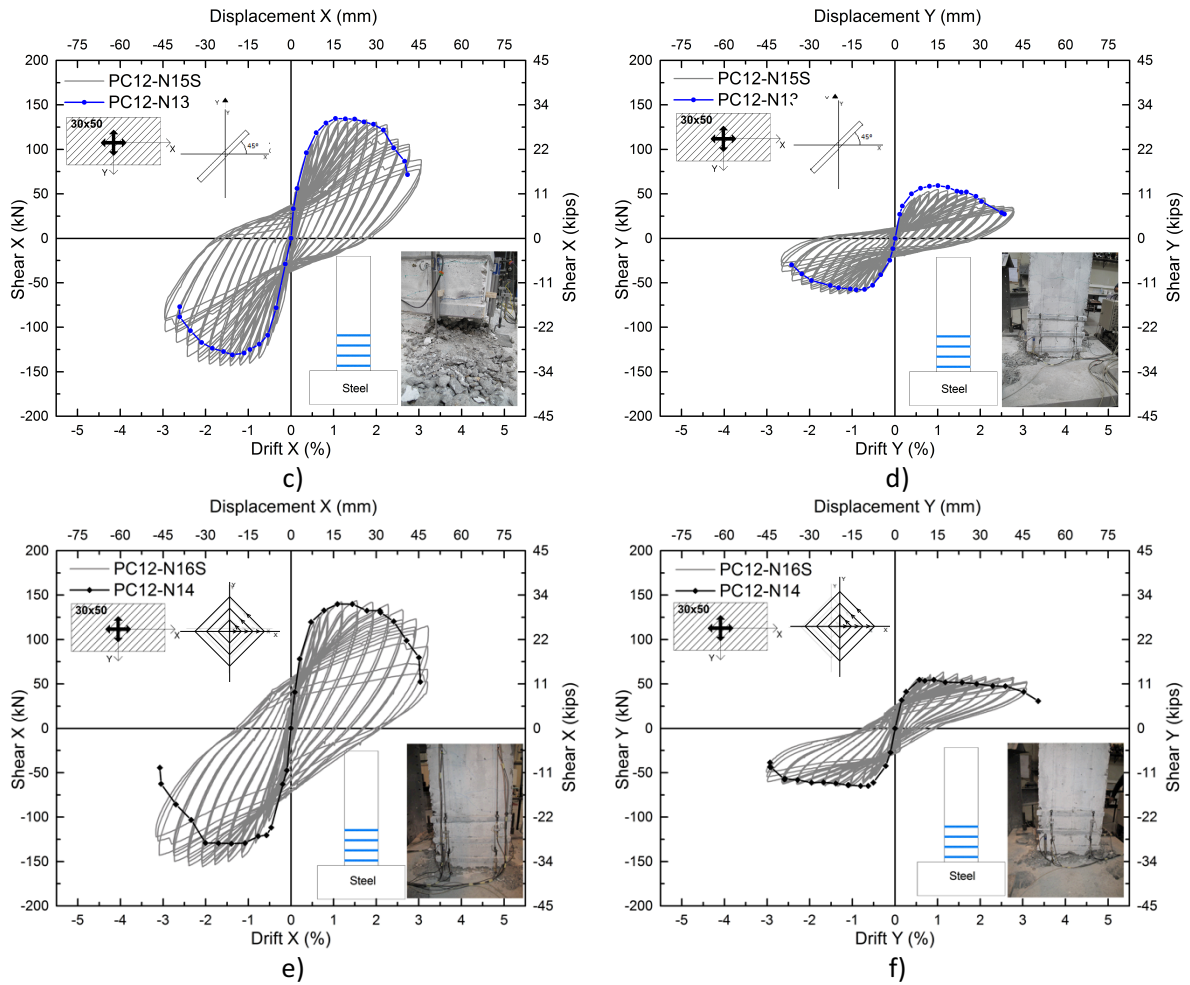 Displacement X (mm)
-75 -60 -45 -30 -15 0 15 30 45 60 75
200 150 100 50 0 -50 -100 -150 -200
Shear X (kN)
45 34 22 11 0 -11 -22 -34 -45
Shear X (kips)
PC12-N15S
PC12-N13
30x50
X
Y
Y
Y
45º
X
Steel
-5 -4 -3 -2 -1 0 1 2 3 4 5
Drift X (%)
c)
Displacement Y (mm)
-75 -60 -45 -30 -15 0 15 30 45 60 75
200 150 100 50 0 -50 -100 -150 -200
Shear Y (kN)
45 34 22 11 0 -11 -22 -34 -45
Shear Y (kips)
PC12-N15S
PC12-N1
30x50
X
Y
Y
Y
45º
X
Steel
-5 -4 -3 -2 -1 0 1 2 3 4 5
Drift Y (%)
d)
Displacement X (mm)
-75 -60 -45 -30 -15 0 15 30 45 60 75
200 150 100 50 0 -50 -100 -150 -200
Shear X (kN)
45 34 22 11 0 -11 -22 -34 -45
Shear X (kips)
PC12-N16S
PC12-N14
30x50
X
Y
Y
X
Steel
-5 -4 -3 -2 -1 0 1 2 3 4 5
Drift X (%)
e)
Displacement Y (mm)
-75 -60 -45 -30 -15 0 15 30 45 60 75
200 150 100 50 0 -50 -100 -150 -200
Shear Y (kN)
45 34 22 11 0 -11 -22 -34 -45
Shear Y (kips)
PC12-N16S
PC12-N14
30x50
X
Y
Y
Y
X
Steel
-5 -4 -3 -2 -1 0 1 2 3 4 5
Drift Y (%)
f)